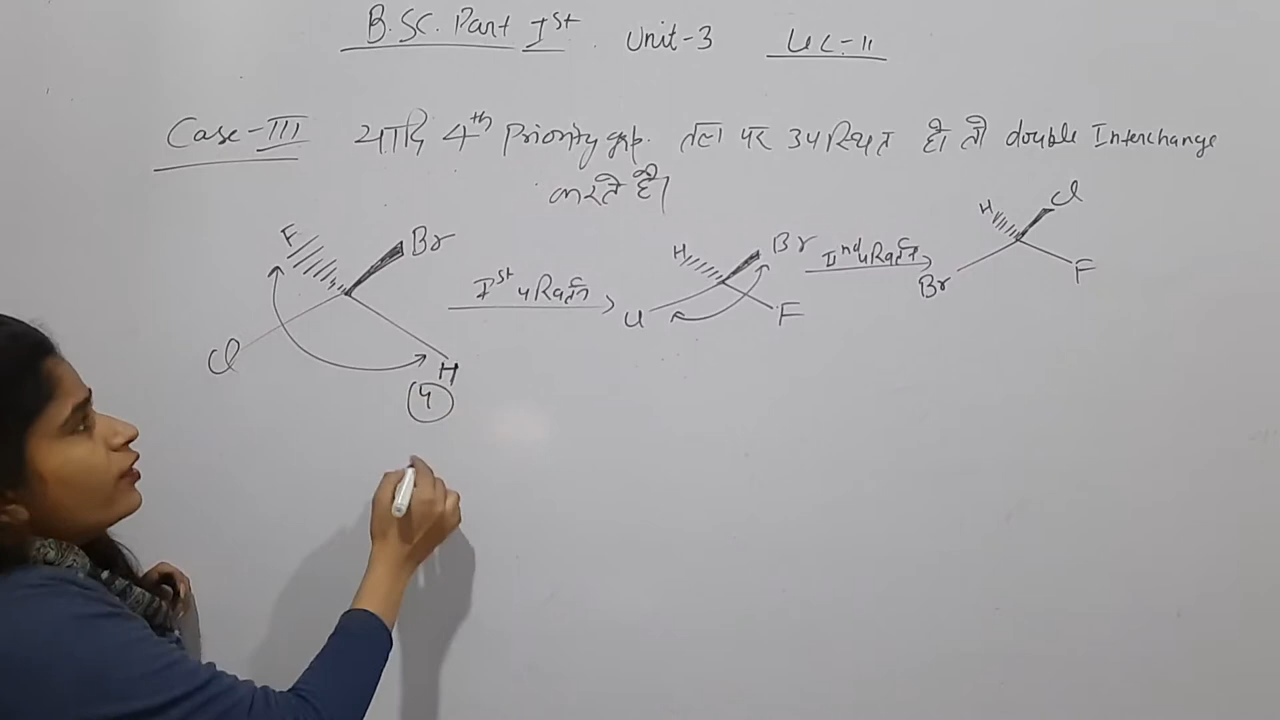 B.SC. Part Ist. Unit-3 Lec-11
Case-III यदि 4th Priority grp. तल पर उपस्थित हो तो double Interchange
करते है।
F Br
Cl H
4
Ist परिवर्तन
H Br
Cl F
IInd परिवर्तन
H Cl
Br F